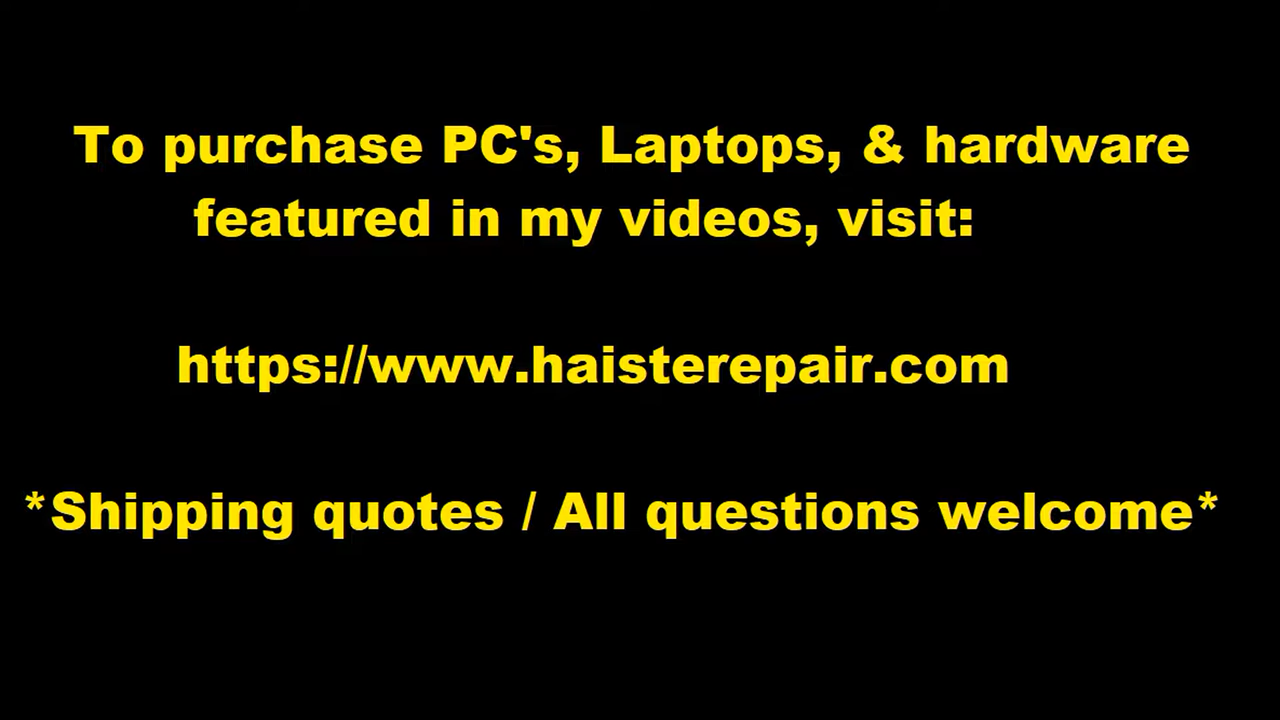 To purchase PC's, Laptops, & hardware
featured in my videos, visit:
https://www.haisterepair.com
*Shipping quotes / All questions welcome*